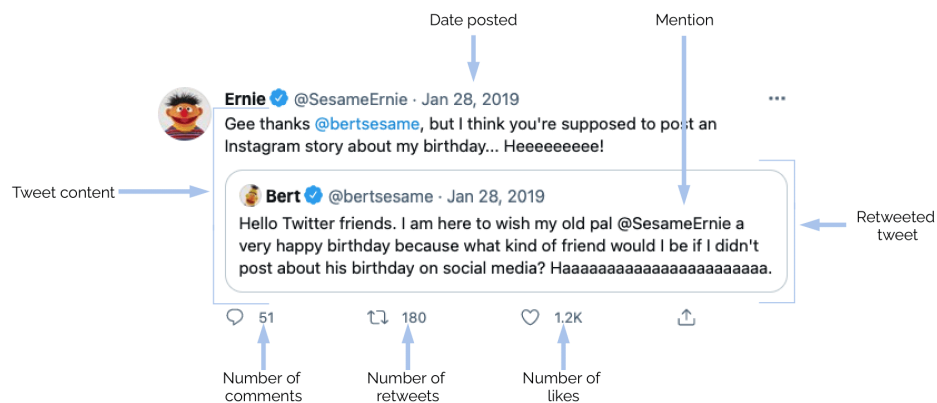 Date posted
Mention
Ernie @SesameErnie · Jan 28, 2019
Gee thanks @bertsesame, but I think you're supposed to post an
Instagram story about my birthday... Heeeeeeeee!
Tweet content
Bert @bertsesame · Jan 28, 2019
Hello Twitter friends. I am here to wish my old pal @SesameErnie a
very happy birthday because what kind of friend would I be if I didn't
post about his birthday on social media? Haaaaaaaaaaaaaaaaaaaaaaa.
Retweeted
tweet
51 180 1.2K
Number of
comments
Number of
retweets
Number of
likes